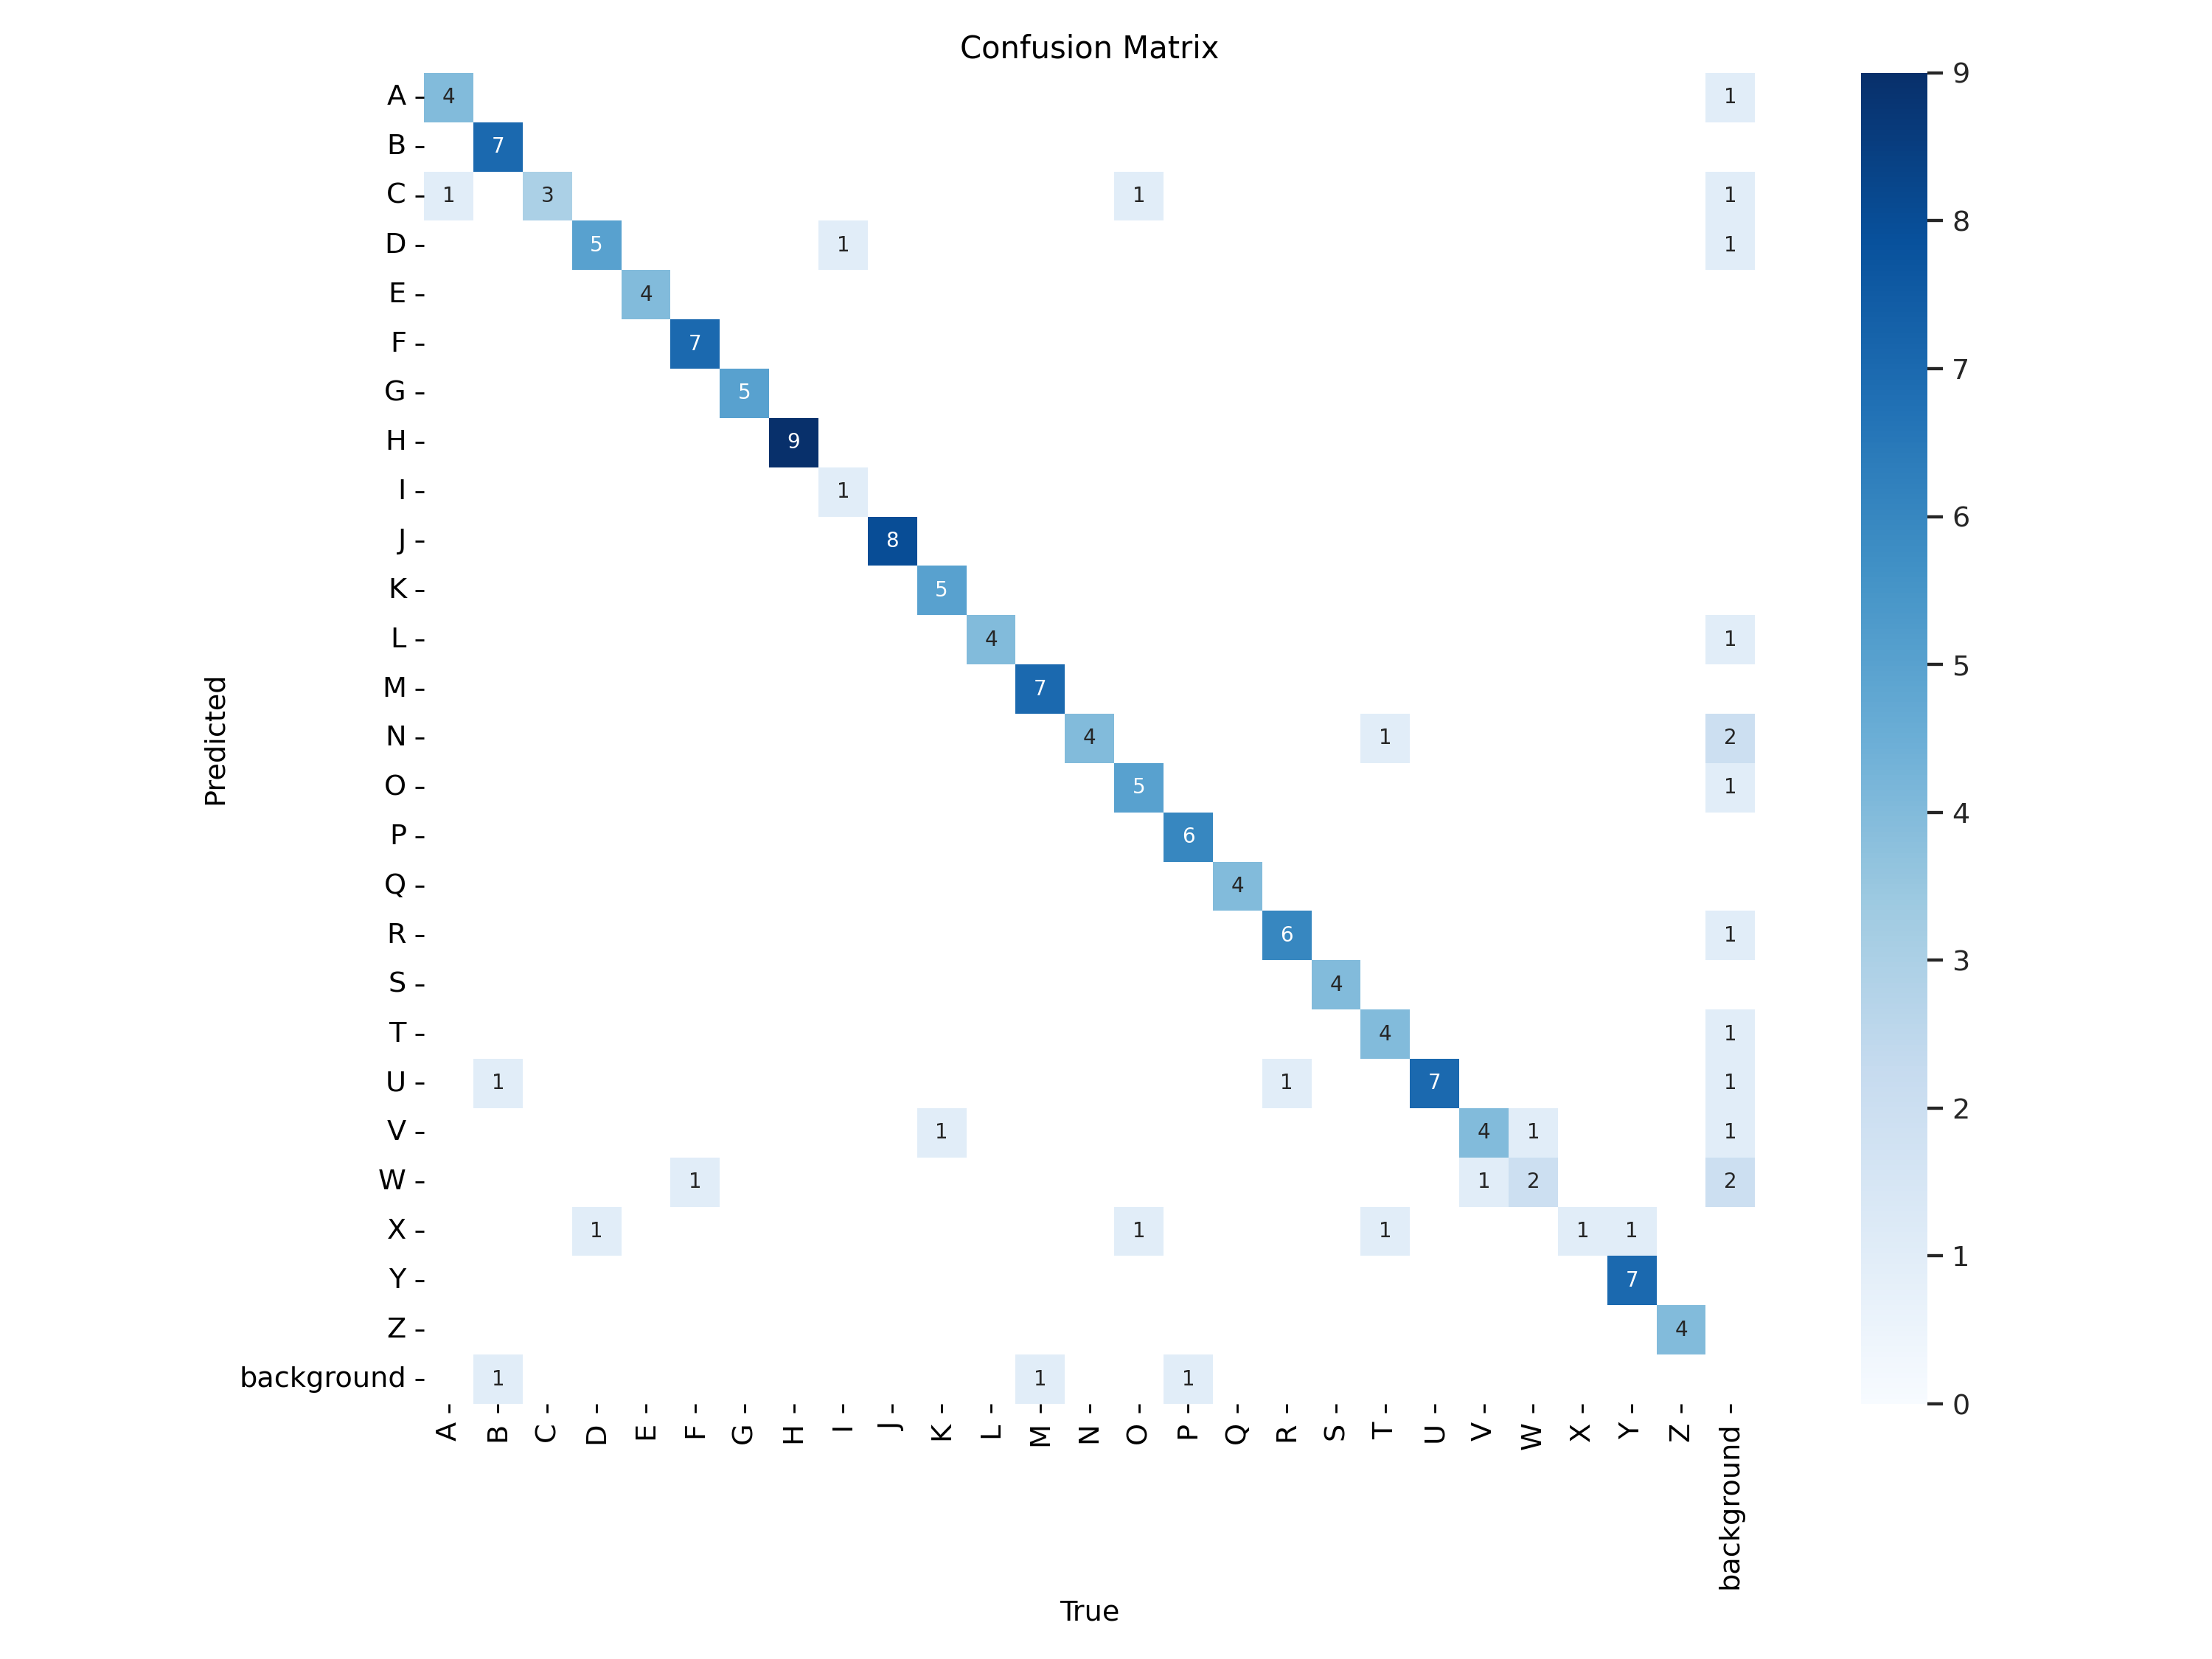 Confusion Matrix
A 4 1 9
B 7
C 1 3 1 1
8
D 5 1 1
E 4
F 7
7
G 5
H 9
I 1
6
J 8
K 5
L 4 1
5
M 7
N 4 1 2
O 5 1
4
P 6
Q 4
R 6 1
3
S 4
T 4 1
U 1 1 7 1
2
V 1 4 1 1
W 1 1 2 2
X 1 1 1 1 1
1
Y 7
Z 4
background 1 1 1
0
A B C D E F G H I J K L M N O P Q R S T U V W X Y Z background
Predicted
True